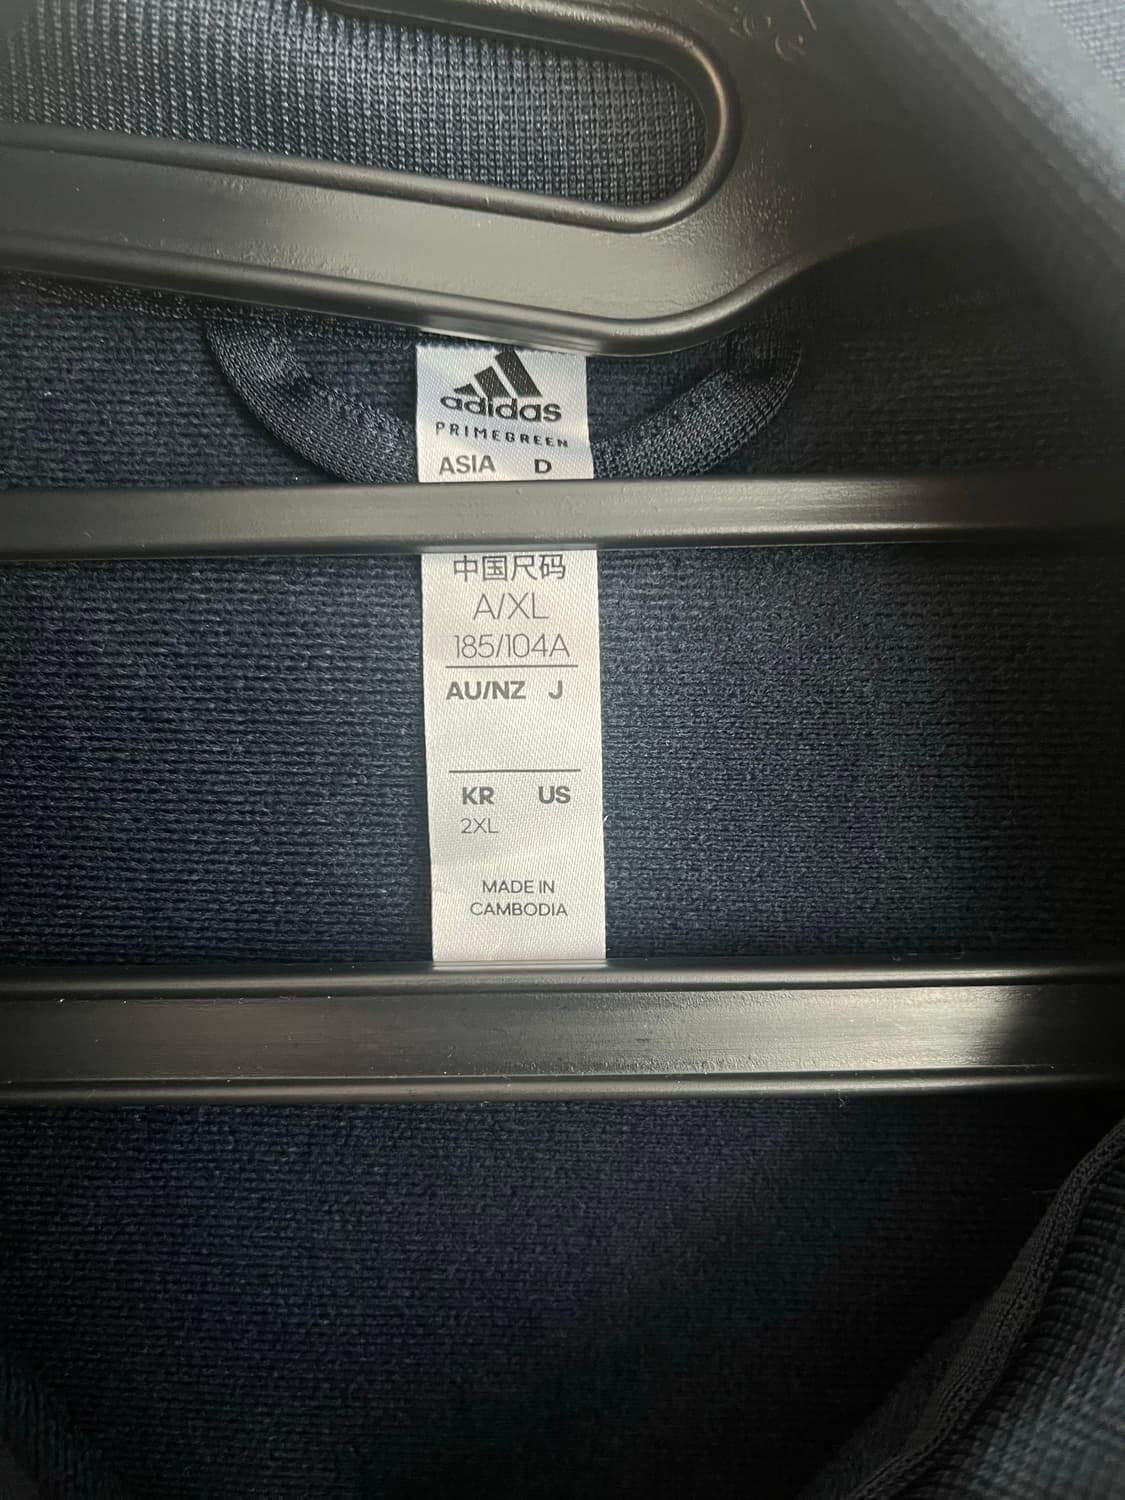 adidas
PRIMEGREEN
ASIA D
中国尺码
A/XL
185/104A
AU/NZ J
KR US
2XL
MADE IN
CAMBODIA